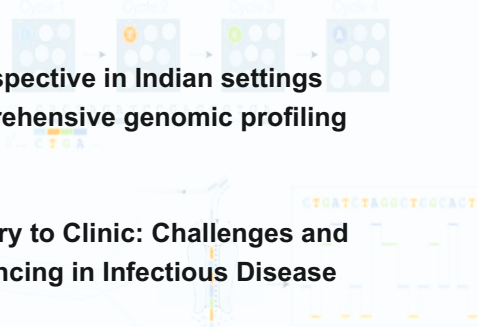 Cycle 1 Cycle 2 Cycle 3 Cycle 4
T G A
spective in Indian settings
rehensive genomic profiling
C T G A
ry to Clinic: Challenges and
CTGATCTAGGCTCGCACT
ncing in Infectious Disease